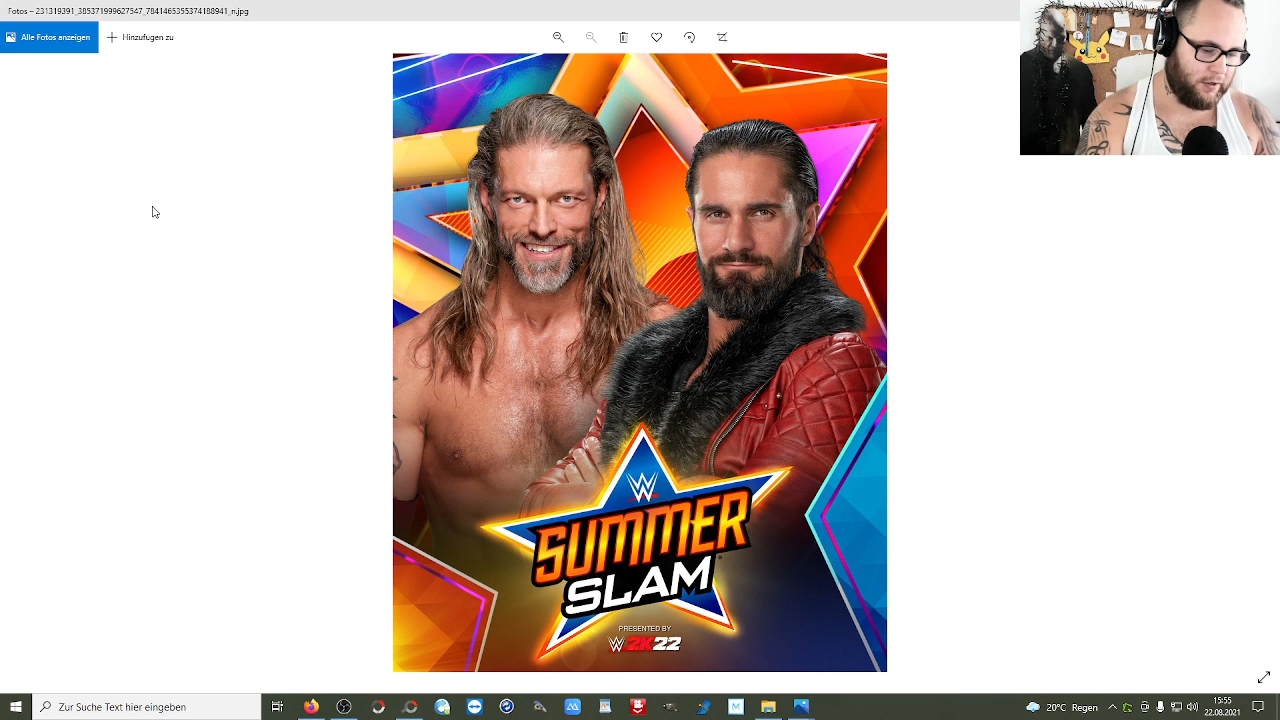 Fotos – 231319391_385371999627547_7841465355374188941_n.jpg
Alle Fotos anzeigen
Hinzufügen zu
W
SUMMER
SLAM
PRESENTED BY
W 2K22
Zur Suche Text hier eingeben
20°C Regen
15:55
22.08.2021